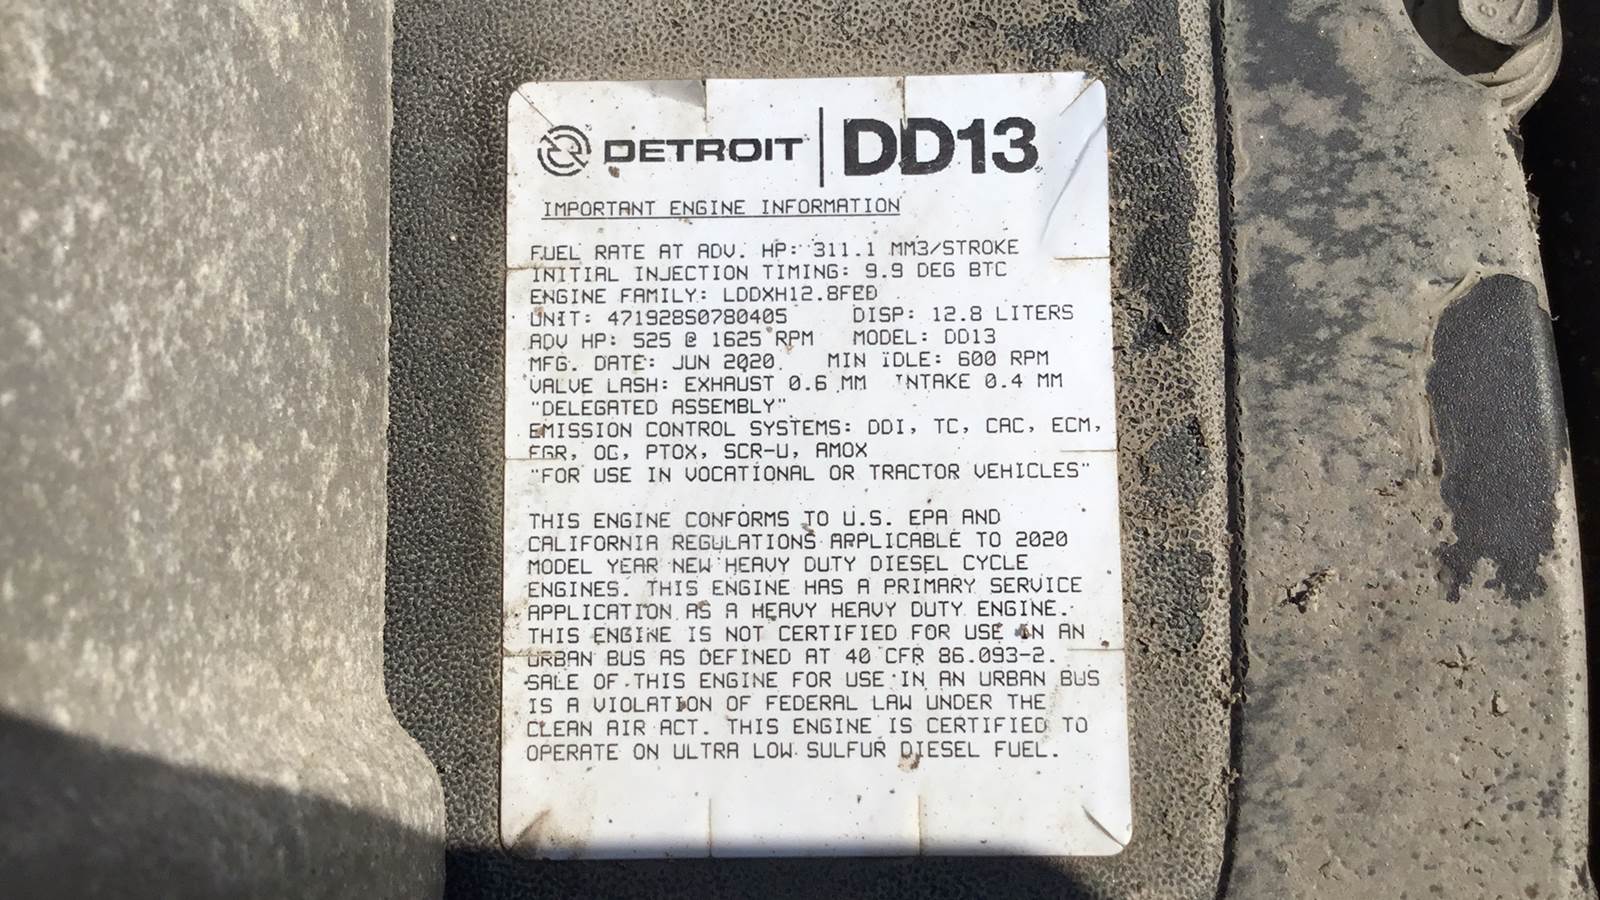 DETROIT DD13
IMPORTANT ENGINE INFORMATION
FUEL RATE AT ADV. HP: 311.1 MM3/STROKE
INITIAL INJECTION TIMING: 9.9 DEG BTC
ENGINE FAMILY: LDDXH12.8FED
UNIT: 471928S0780405 DISP: 12.8 LITERS
ADV HP: 525 @ 1625 RPM MODEL: DD13
MFG. DATE: JUN 2020 MIN IDLE: 600 RPM
VALVE LASH: EXHAUST 0.6 MM INTAKE 0.4 MM
"DELEGATED ASSEMBLY"
EMISSION CONTROL SYSTEMS: DDI, TC, CAC, ECM,
EGR, OC, PTOX, SCR-U, AMOX
"FOR USE IN VOCATIONAL OR TRACTOR VEHICLES"
THIS ENGINE CONFORMS TO U.S. EPA AND
CALIFORNIA REGULATIONS APPLICABLE TO 2020
MODEL YEAR NEW HEAVY DUTY DIESEL CYCLE
ENGINES. THIS ENGINE HAS A PRIMARY SERVICE
APPLICATION AS A HEAVY HEAVY DUTY ENGINE.
THIS ENGINE IS NOT CERTIFIED FOR USE IN AN
URBAN BUS AS DEFINED AT 40 CFR 86.093-2.
SALE OF THIS ENGINE FOR USE IN AN URBAN BUS
IS A VIOLATION OF FEDERAL LAW UNDER THE
CLEAN AIR ACT. THIS ENGINE IS CERTIFIED TO
OPERATE ON ULTRA LOW SULFUR DIESEL FUEL.